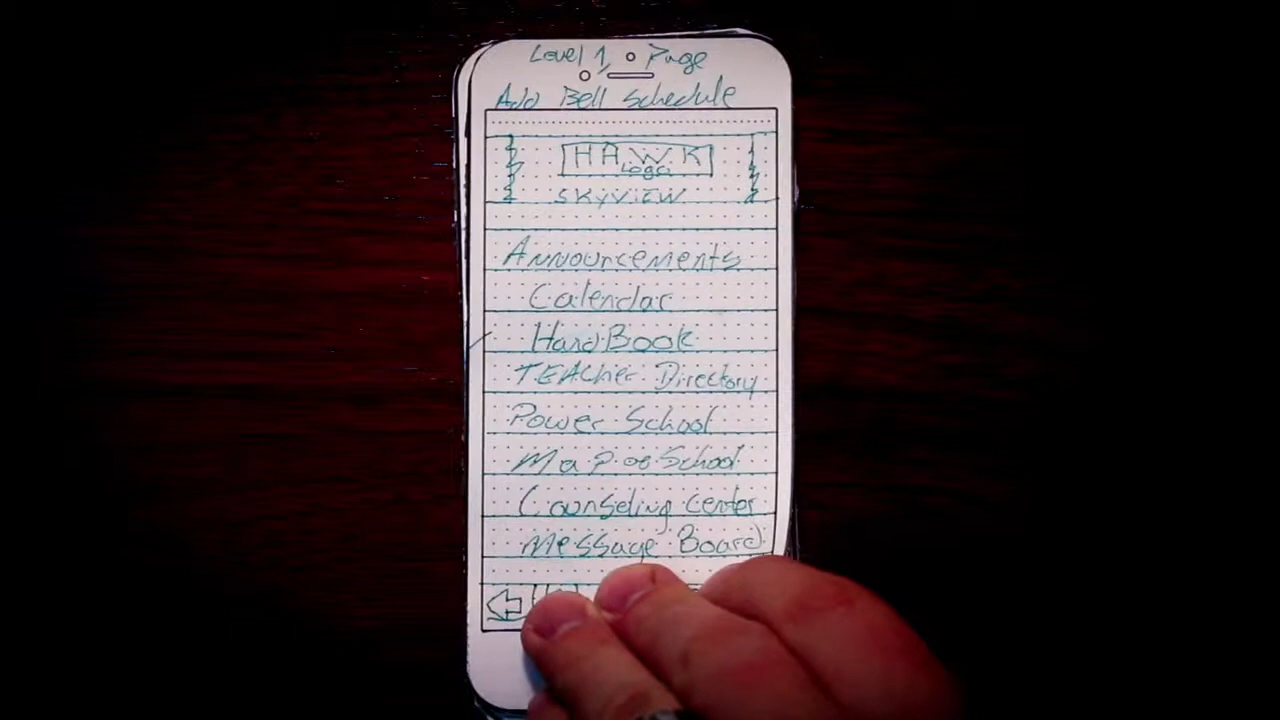 Level 1 Page
Add Bell Schedule
HAWK
Logo
SKYVIEW
Announcements
Calendar
HandBook
TEACher Directory
Power School
Map of School
Counseling center
Message Board